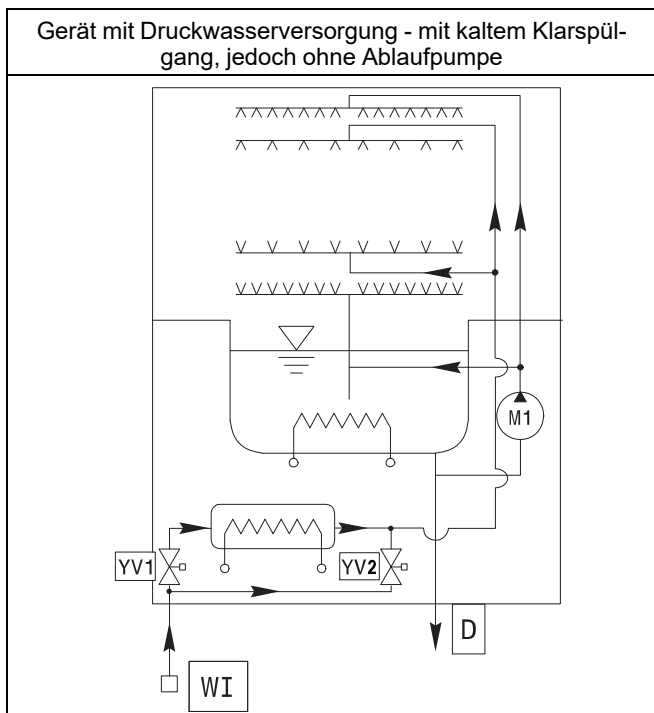 Gerät mit Druckwasserversorgung - mit kaltem Klarspül-
gang, jedoch ohne Ablaufpumpe
M1
YV1
YV2
D
WI